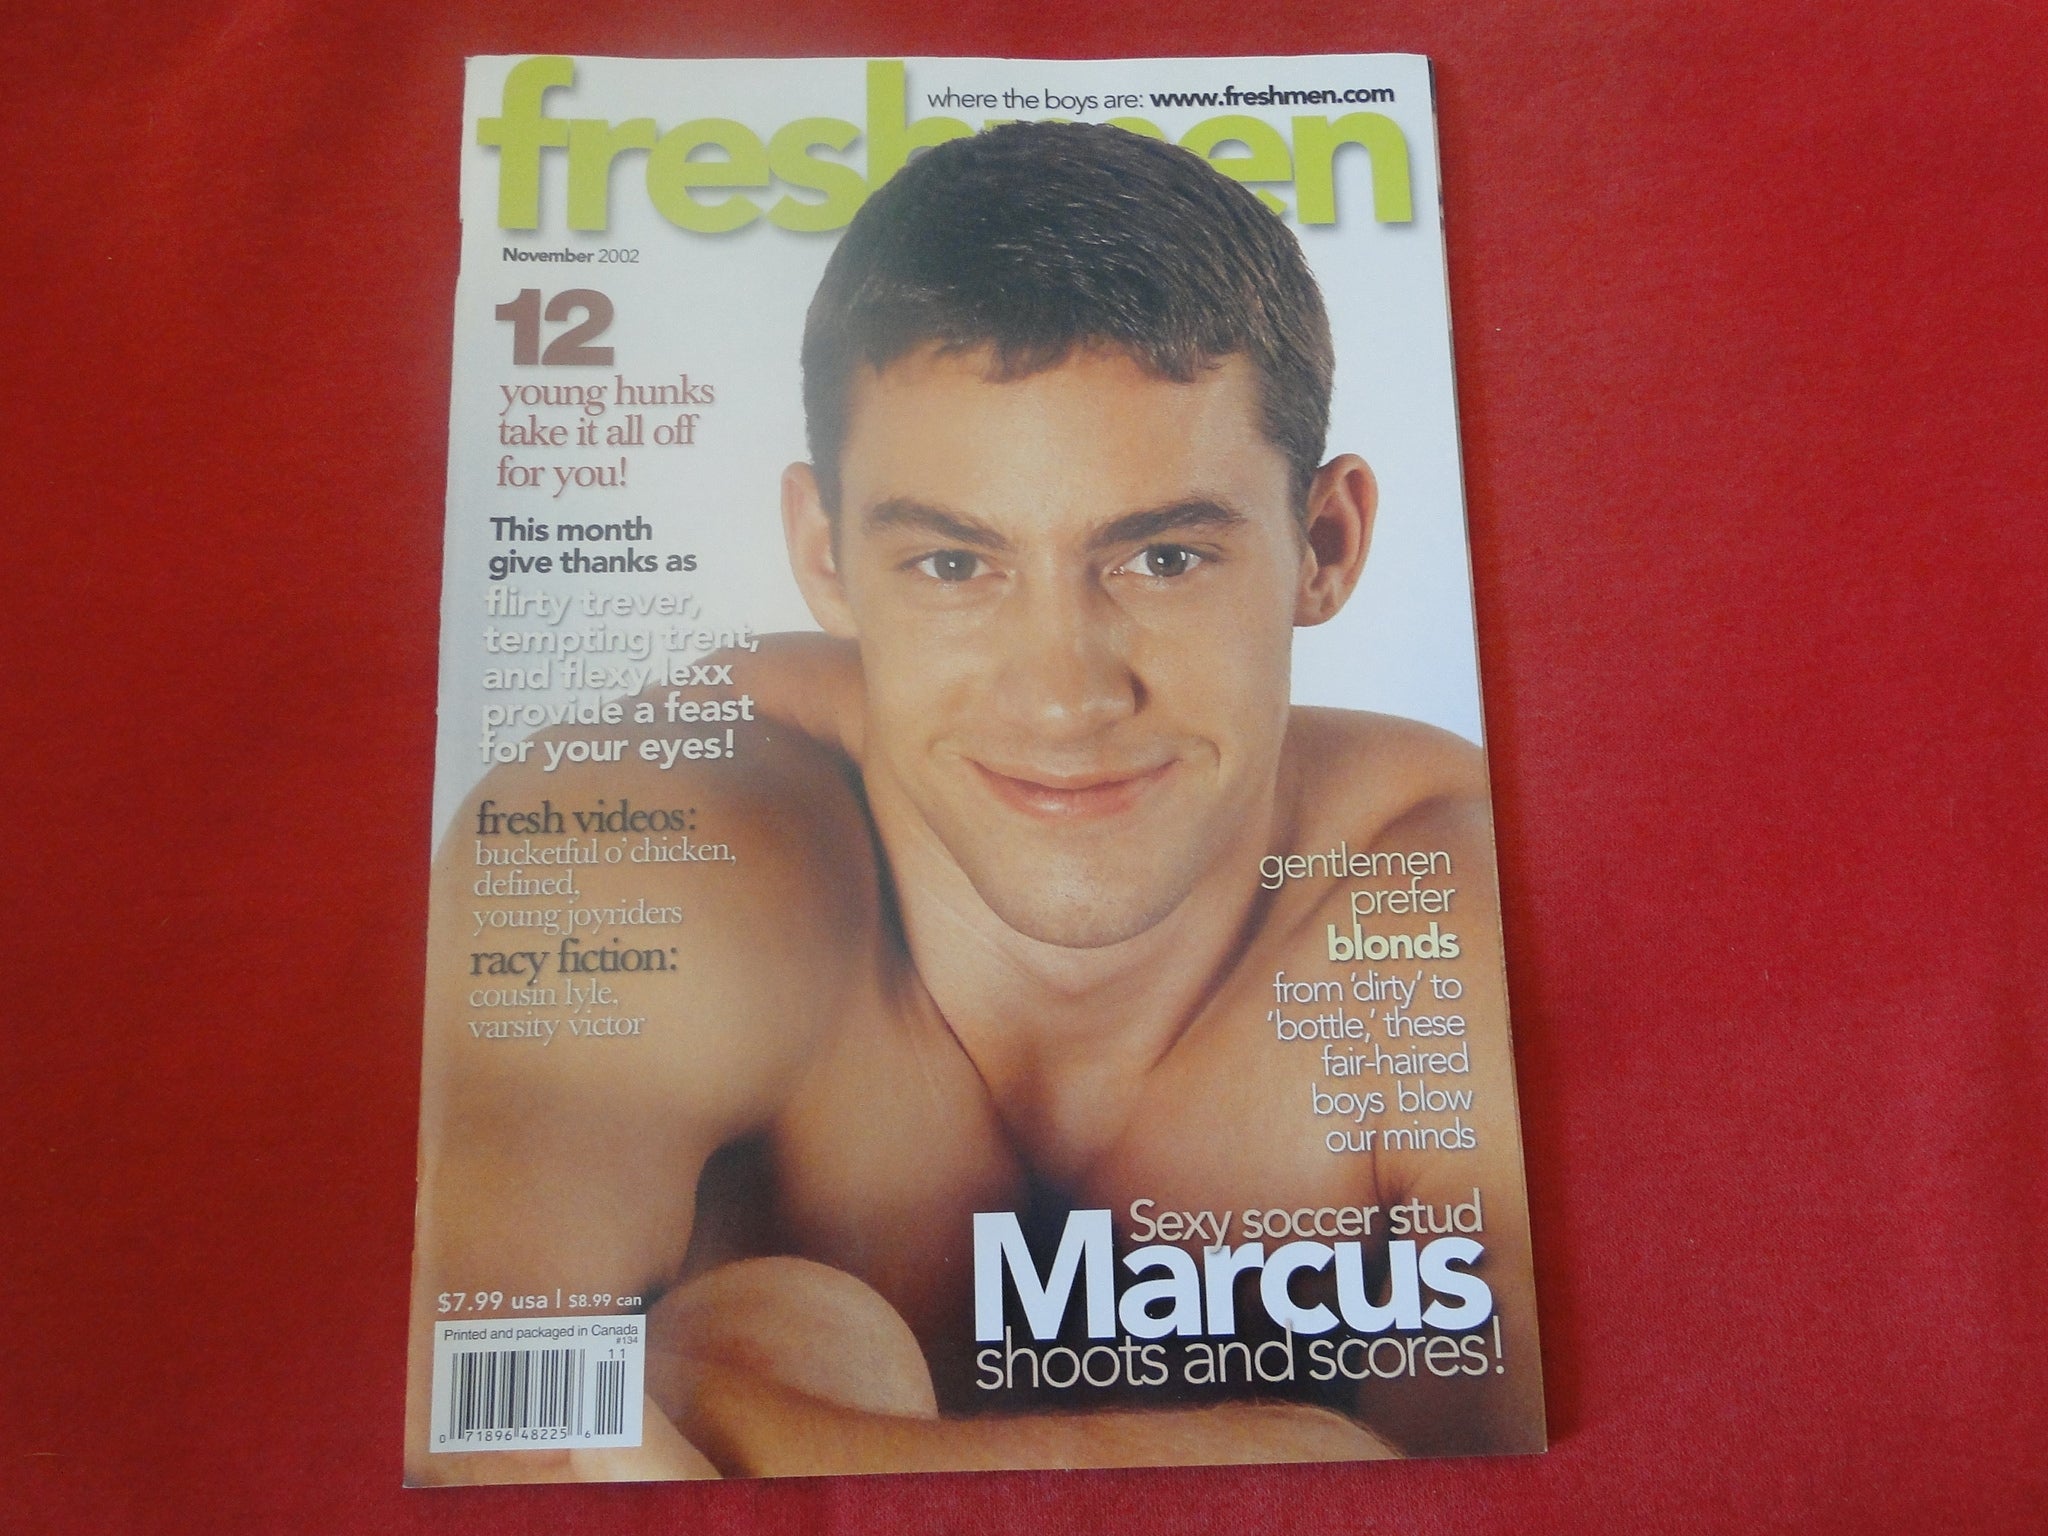 where the boys are: www.freshmen.com
freshmen
November 2002
12
young hunks
take it all off
for you!
This month
give thanks as
flirty trever,
tempting trent,
and flexy lexx
provide a feast
for your eyes!
fresh videos:
bucketful o'chicken,
defined,
young joyriders
racy fiction:
cousin lyle,
varsity victor
gentlemen
prefer
blonds
from 'dirty' to
'bottle,' these
fair-haired
boys blow
our minds
Sexy soccer stud
Marcus
shoots and scores!
$7.99 usa | $8.99 can
Printed and packaged in Canada
#134
11
0 71896 48225 6